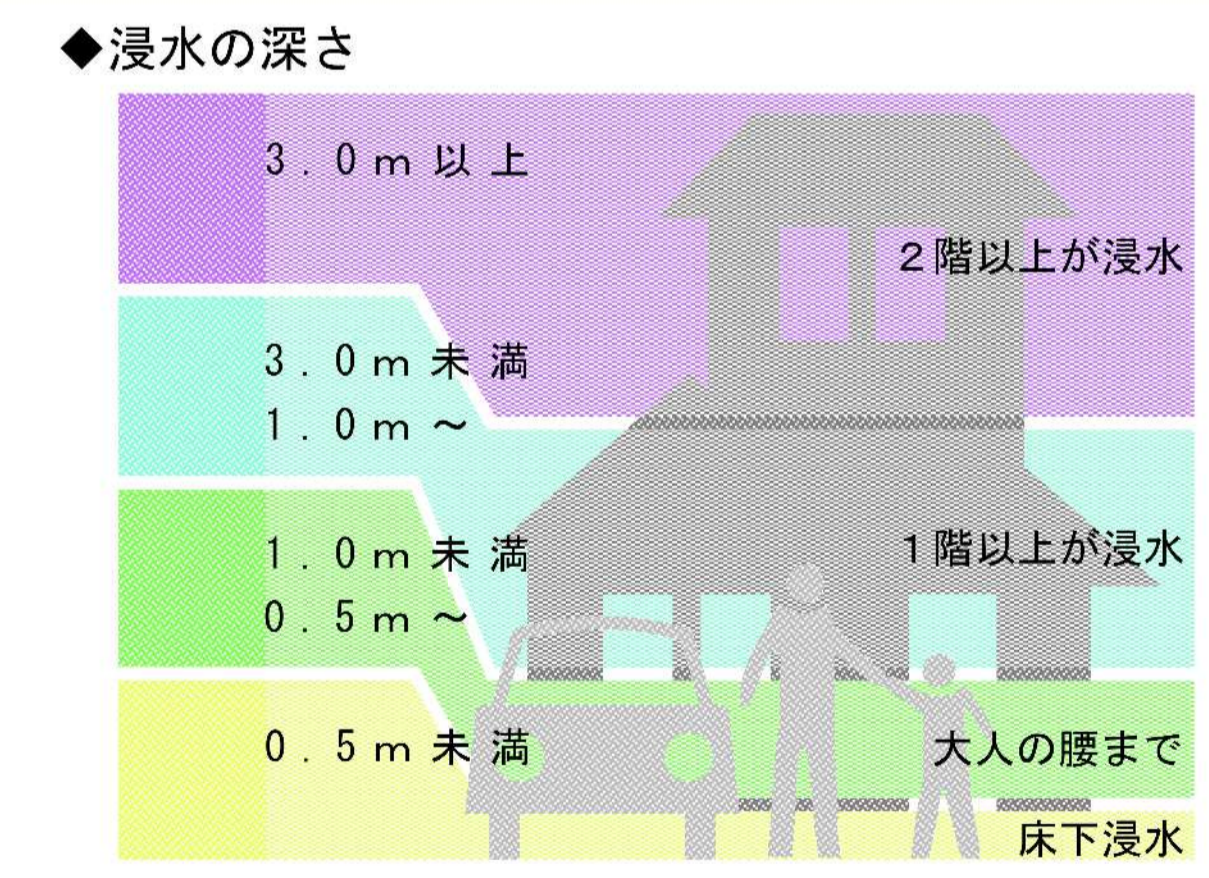 ◆浸水の深さ
3.0m以上
2階以上が浸水
3.0m未満
1.0m~
1階以上が浸水
1.0m未満
0.5m~
大人の腰まで
0.5m未満
床下浸水